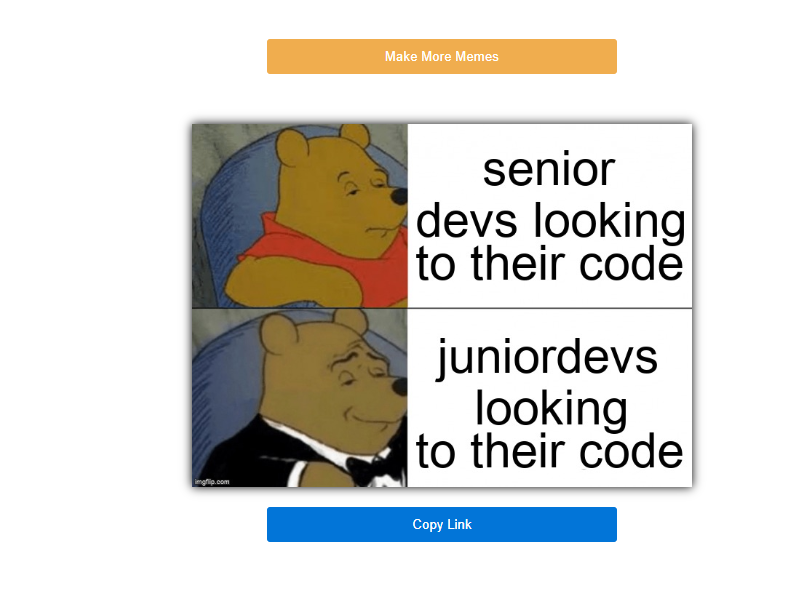 Make More Memes
senior
devs looking
to their code
juniordevs
looking
to their code
imgflip.com
Copy Link